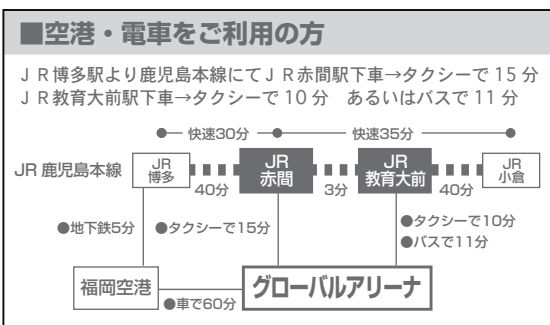 ■空港・電車をご利用の方
ＪＲ博多駅より鹿児島本線にてＪＲ赤間駅下車→タクシーで15分
ＪＲ教育大前駅下車→タクシーで10分　あるいはバスで11分
快速30分
快速35分
JR鹿児島本線
JR
博多
40分
JR
赤間
3分
JR
教育大前
40分
JR
小倉
●地下鉄5分
●タクシーで15分
●タクシーで10分
●バスで11分
福岡空港
●車で60分
グローバルアリーナ